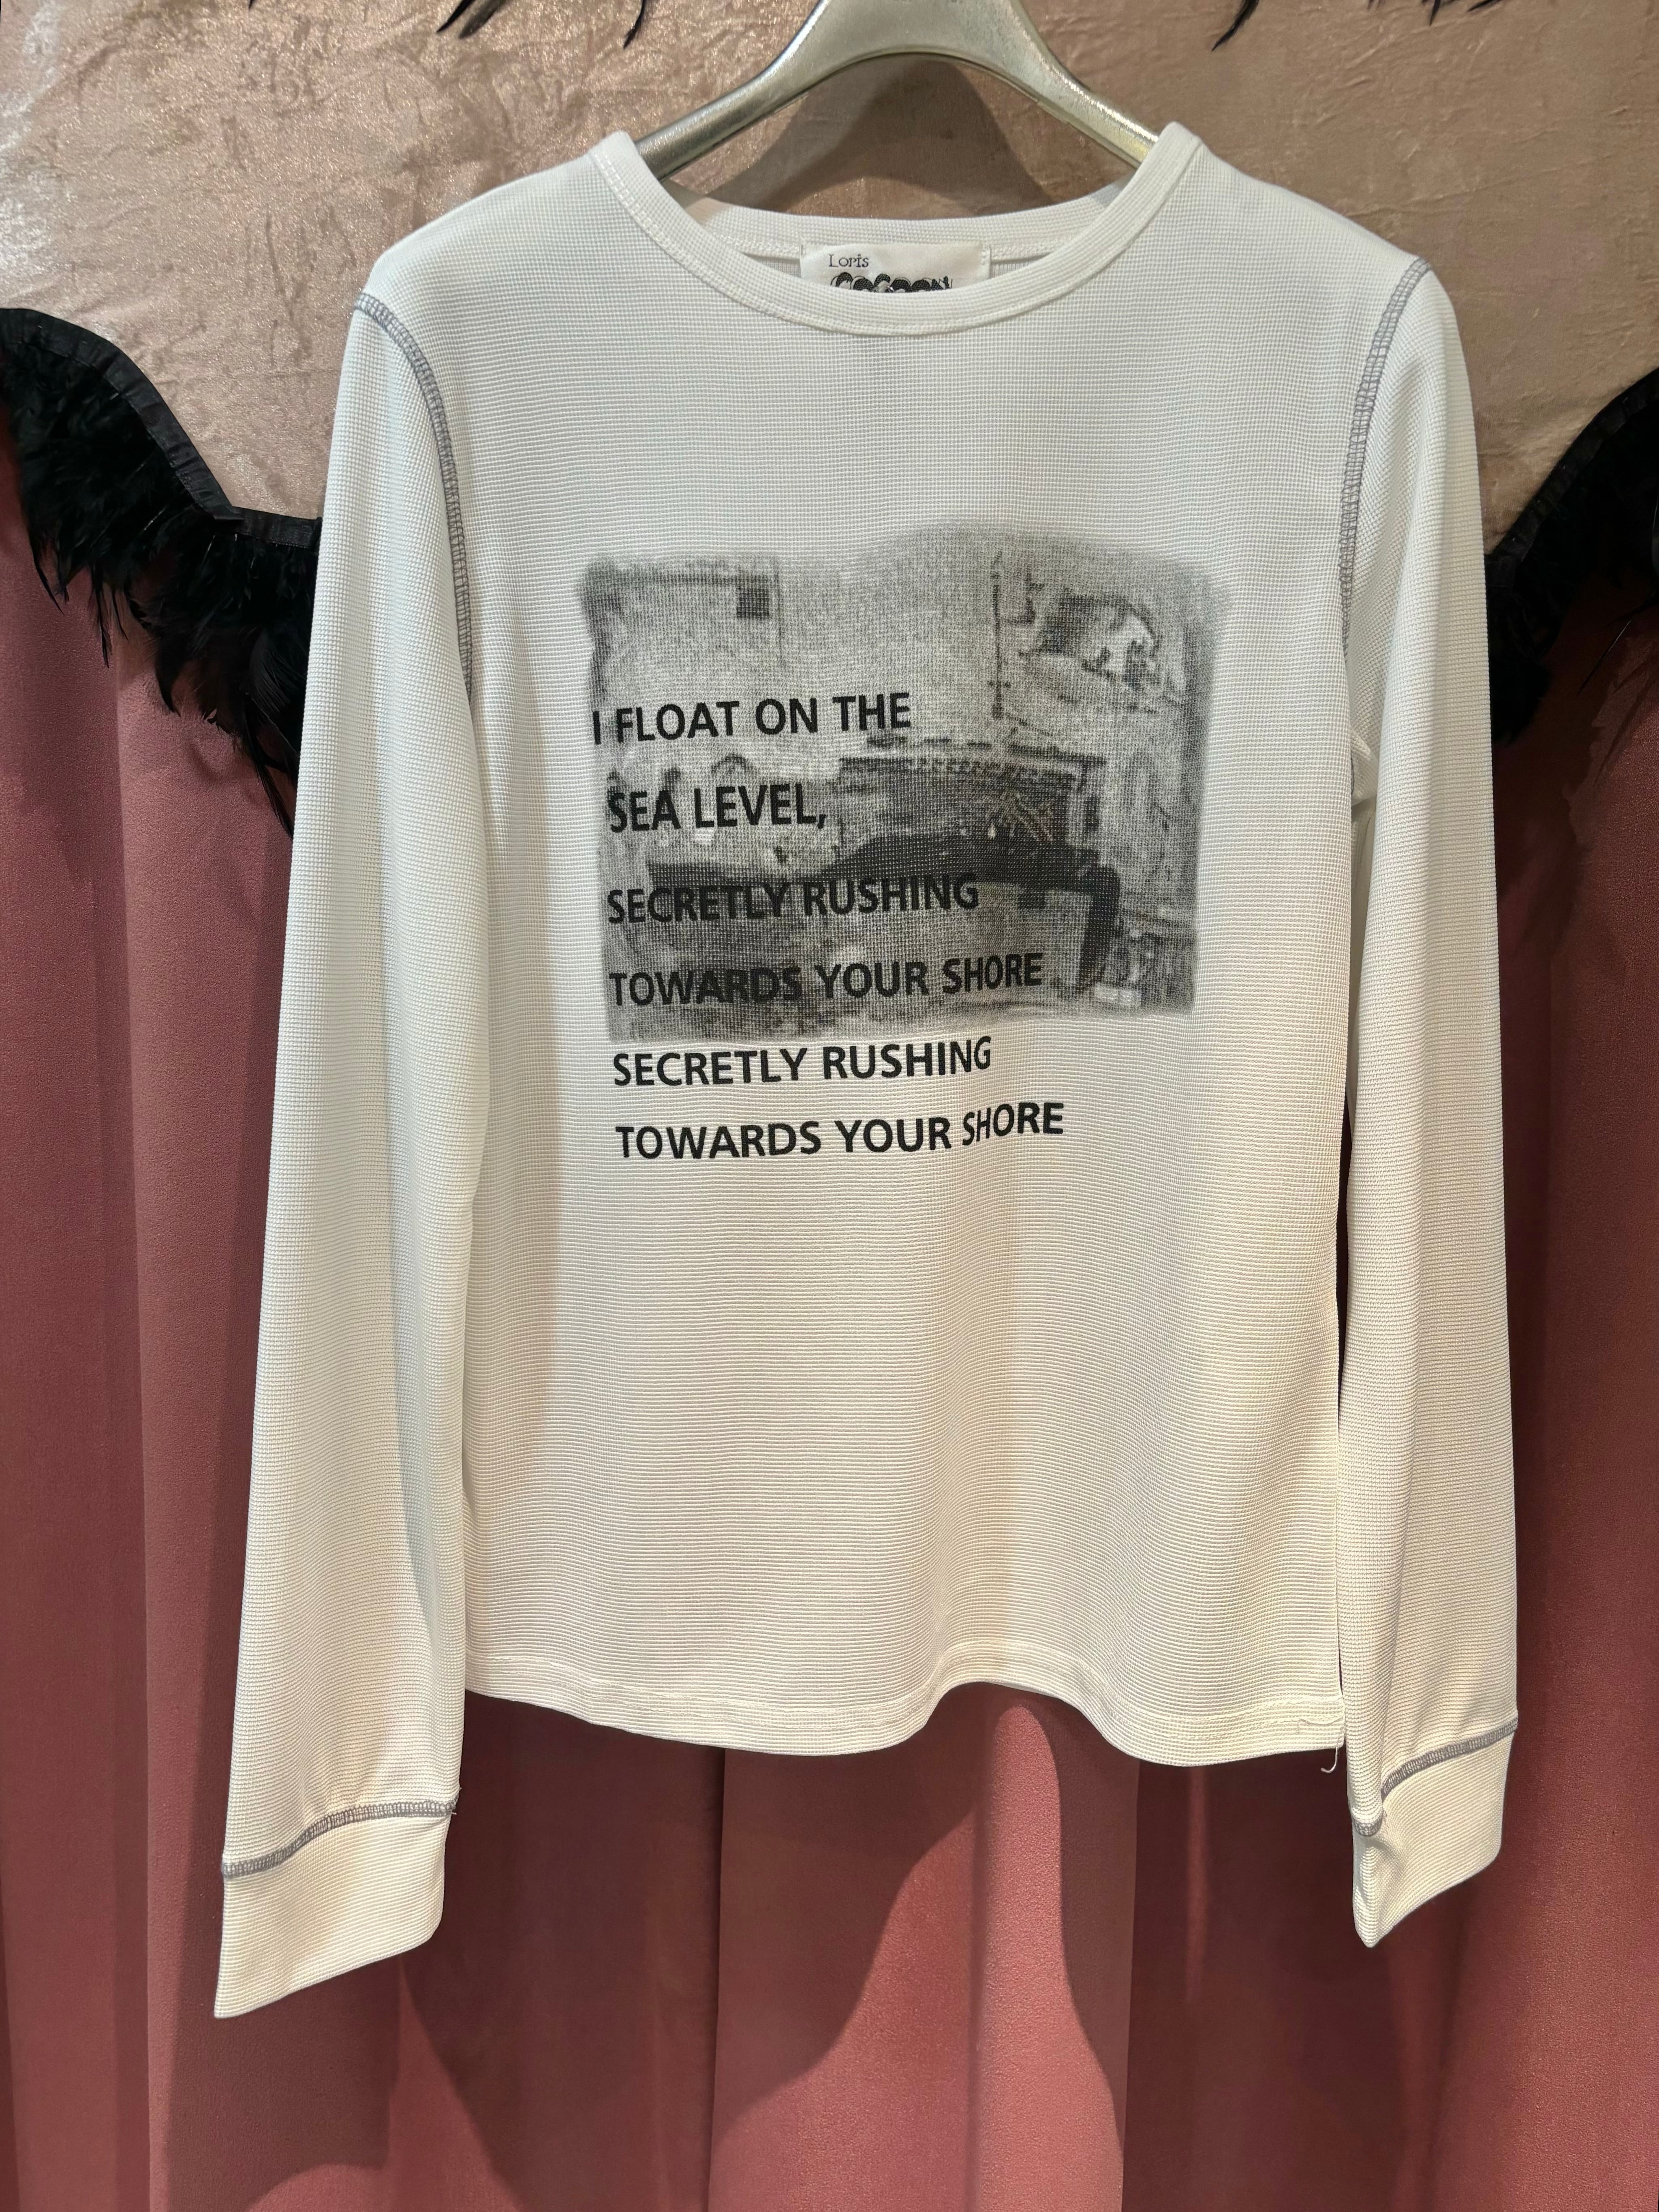 Loris
I FLOAT ON THE
SEA LEVEL,
SECRETLY RUSHING
TOWARDS YOUR SHORE
SECRETLY RUSHING
TOWARDS YOUR SHORE